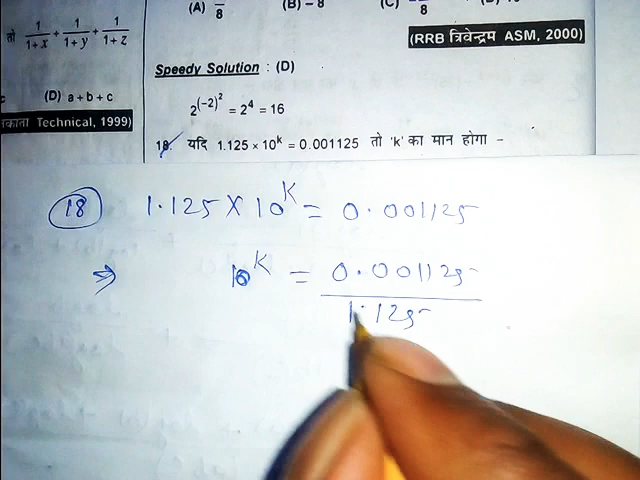 (A) 8 (B) – 8 (C) 8
तो 1/1+x + 1/1+y + 1/1+z
(RRB त्रिवेन्द्रम ASM, 2000)
Speedy Solution : (D)
(D) a + b + c
2^(–2)^2 = 2^4 = 16
Technical, 1999)
18. यदि 1.125 × 10^k = 0.001125 तो 'k' का मान होगा –
18 1.125 X 10^K = 0.001125
⇒ 10^K = 0.001125
1.125